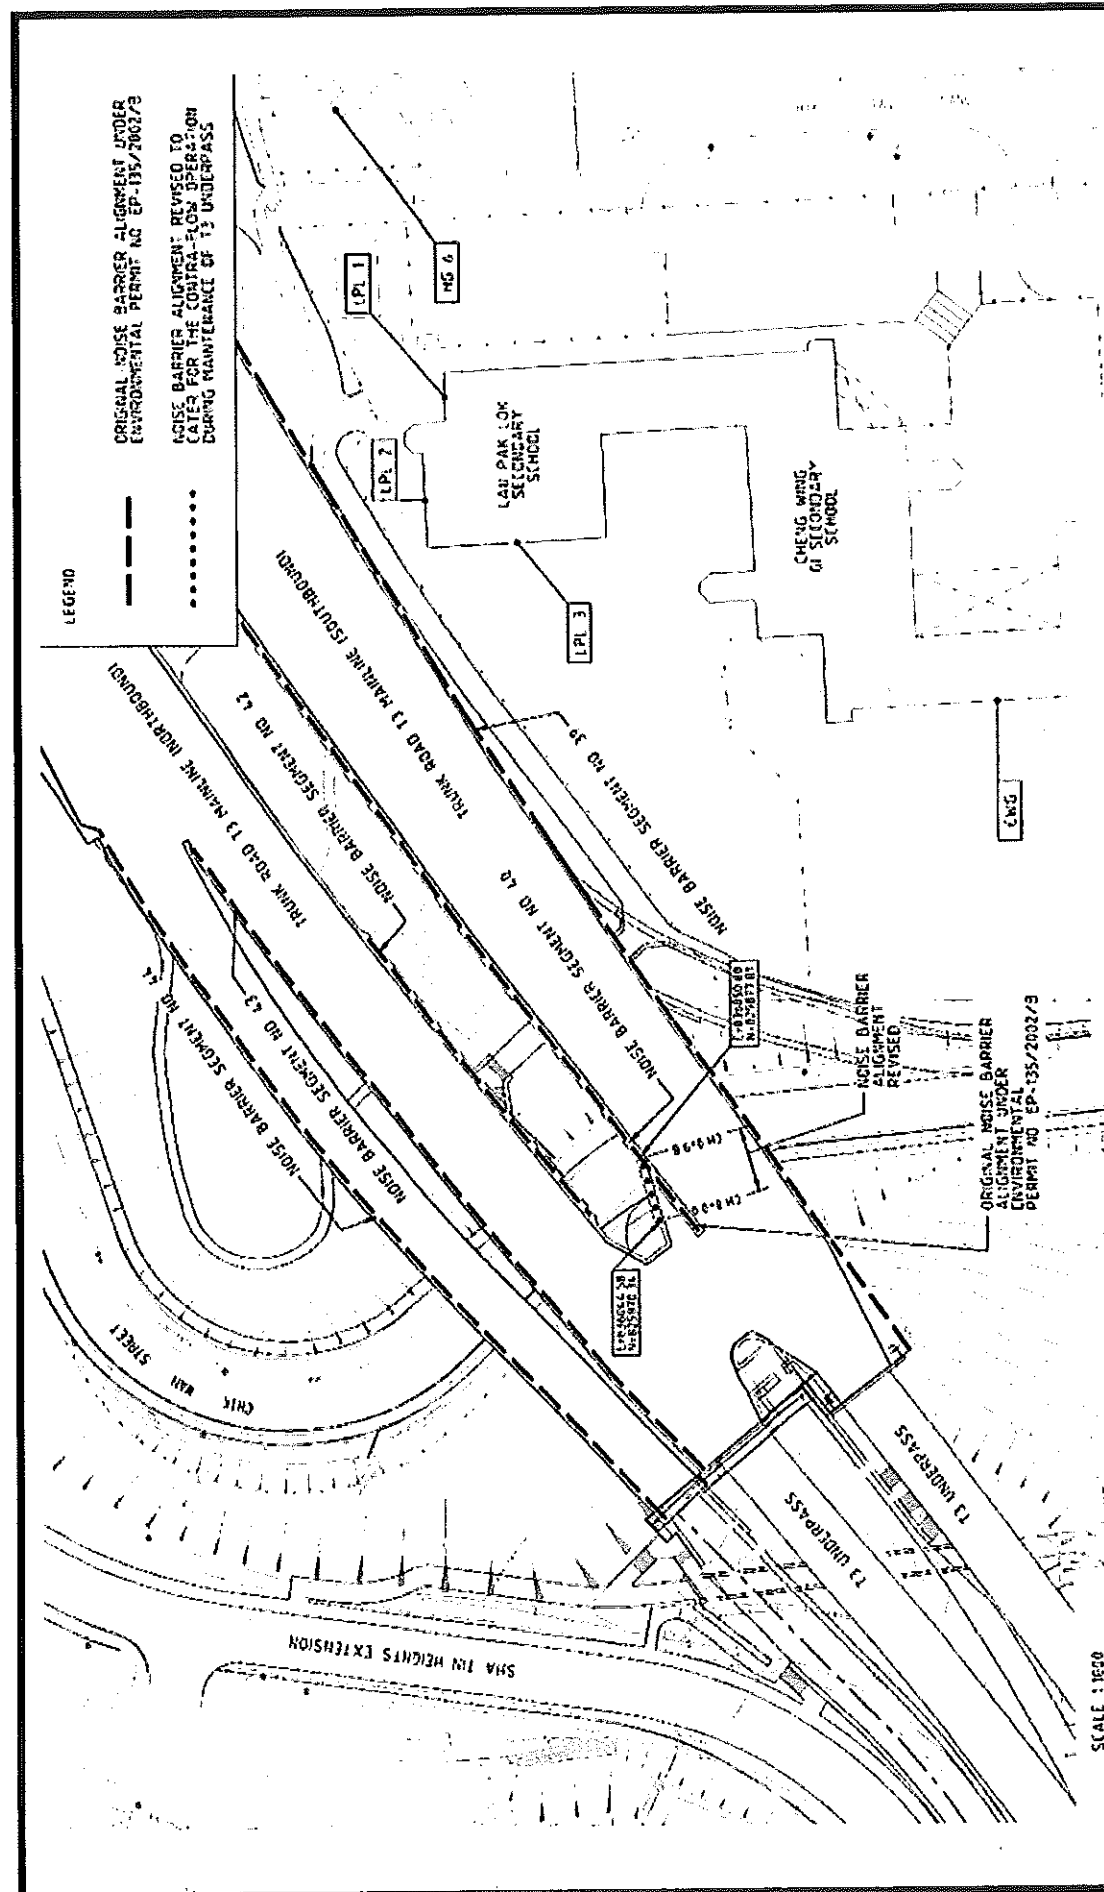 LEGEND
ORIGINAL NOISE BARRIER ALIGNMENT UNDER
ENVIRONMENTAL PERMIT NO EP-135/2002/B
NOISE BARRIER ALIGNMENT REVISED TO
CATER FOR THE CONTRA-FLOW OPERATION
DURING MAINTENANCE OF T3 UNDERPASS
NG 6
LPL 1
LPL 2
LPL 3
LAU PAK LOK
SECONDARY
SCHOOL
CHENG WING
GI SECONDARY
SCHOOL
CWG
TRUNK ROAD T3 MAINLINE (SOUTHBOUND)
NOISE BARRIER SEGMENT NO 39
NOISE BARRIER SEGMENT NO 40
NOISE BARRIER SEGMENT NO 42
TRUNK ROAD T3 MAINLINE (NORTHBOUND)
NOISE BARRIER SEGMENT NO 43
NOISE BARRIER SEGMENT NO 44
NOISE BARRIER
ALIGNMENT
REVISED
ORIGINAL NOISE BARRIER
ALIGNMENT UNDER
ENVIRONMENTAL
PERMIT NO EP-135/2002/B
CHIK WAN STREET
SHA TIN HEIGHTS EXTENSION
T3 UNDERPASS
T3 UNDERPASS
SCALE 1:1000